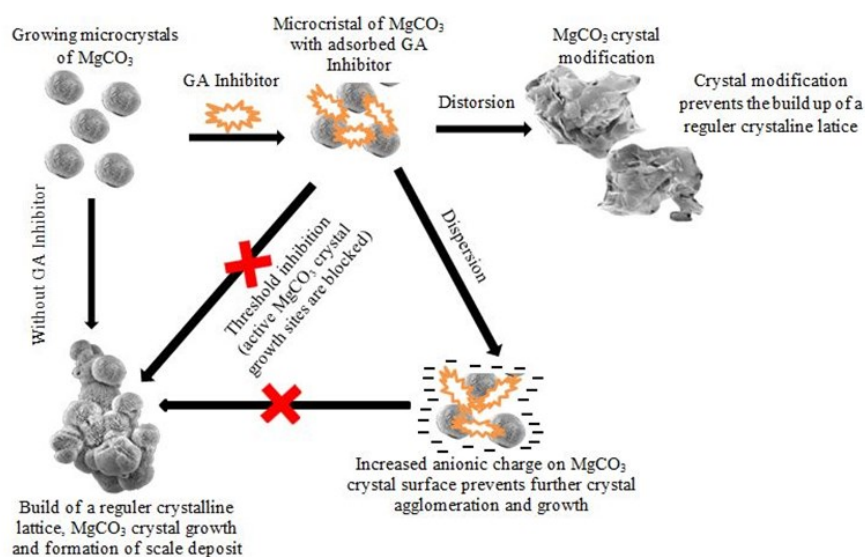 Growing microcrystals
of MgCO₃
GA Inhibitor
Microcristal of MgCO₃
with adsorbed GA
Inhibitor
Distorsion
MgCO₃ crystal
modification
Crystal modification
prevents the build up of a
reguler crystaline latice
Without GA Inhibitor
Threshold inhibition
(active MgCO₃ crystal
growth sites are blocked)
Dispersion
Build of a reguler crystalline
lattice, MgCO₃ crystal growth
and formation of scale deposit
Increased anionic charge on MgCO₃
crystal surface prevents further crystal
agglomeration and growth